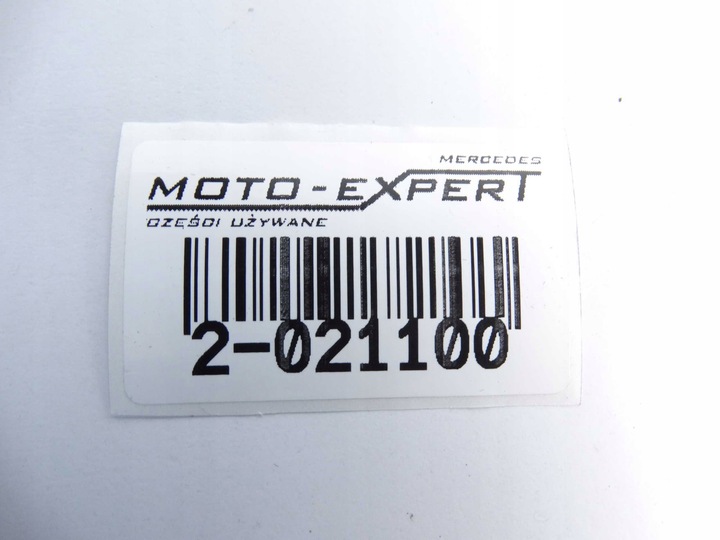 MERCEDES
MOTO-EXPERT
CZĘŚCI UŻYWANE
2-021100